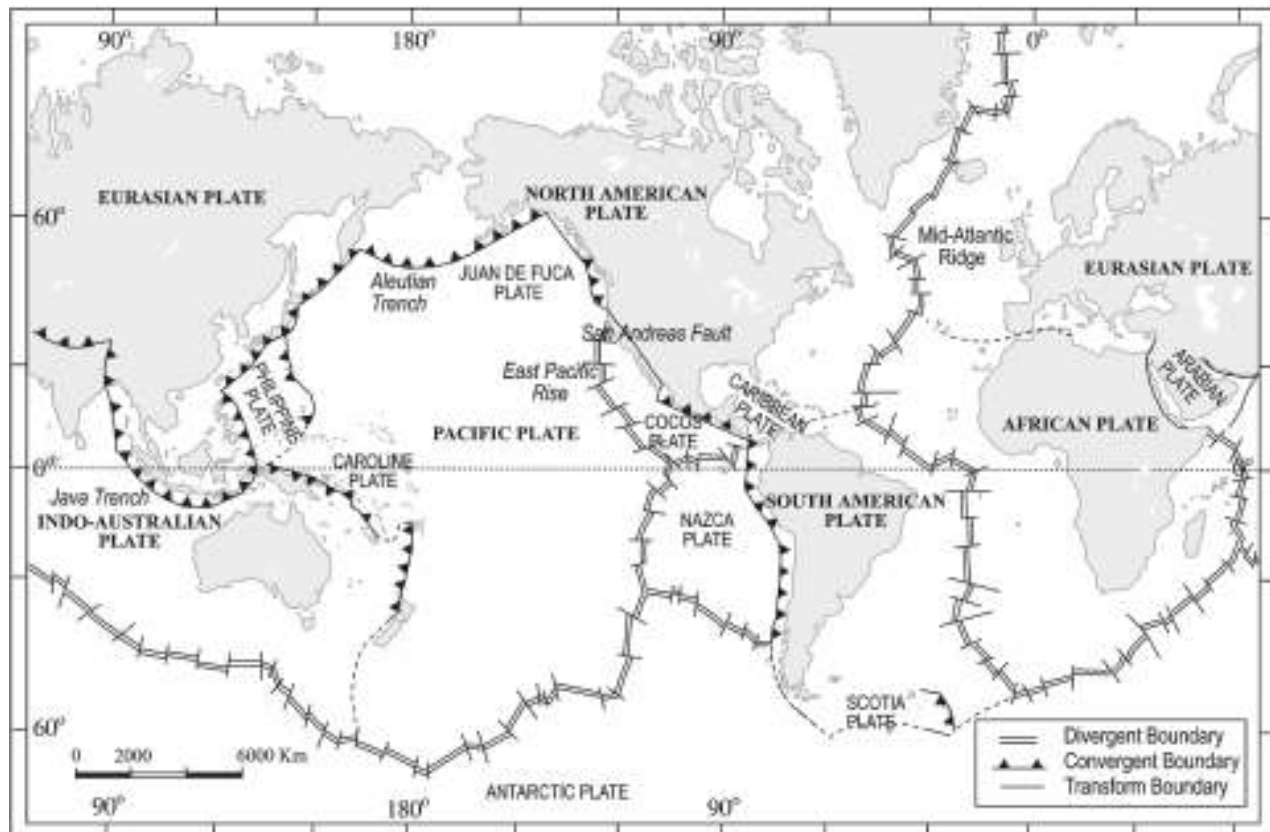 90°
180°
90°
0°
EURASIAN PLATE
NORTH AMERICAN
PLATE
60°
Mid-Atlantic
Ridge
EURASIAN PLATE
Aleutian
Trench
JUAN DE FUCA
PLATE
San Andreas Fault
East Pacific
Rise
PHILIPPINE
PLATE
CARIBBEAN
PLATE
ARABIAN
PLATE
COCOS
PLATE
PACIFIC PLATE
AFRICAN PLATE
CAROLINE
PLATE
0°
Java Trench
INDO-AUSTRALIAN
PLATE
SOUTH AMERICAN
PLATE
NAZCA
PLATE
SCOTIA
PLATE
60°
0 2000 6000 Km
ANTARCTIC PLATE
Divergent Boundary
Convergent Boundary
Transform Boundary
90°
180°
90°
0°